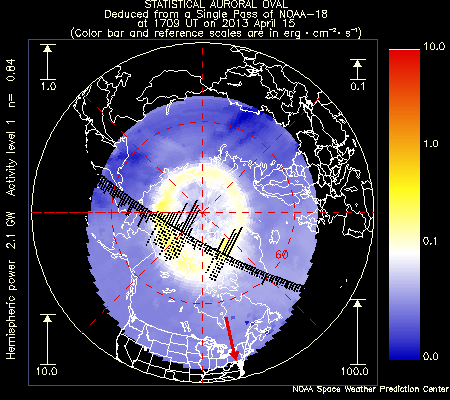 STATISTICAL AURORAL OVAL
Deduced from a Single Pass of NOAA-18
at 1709 UT on 2013 April 15
(Color bar and reference scales are in erg · cm⁻² · s⁻¹)
Hemispheric power 2.1 GW Activity level 1 n= 0.84
1.0
0.1
10.0
100.0
60
10.0
1.0
0.1
0.0
NOAA Space Weather Prediction Center